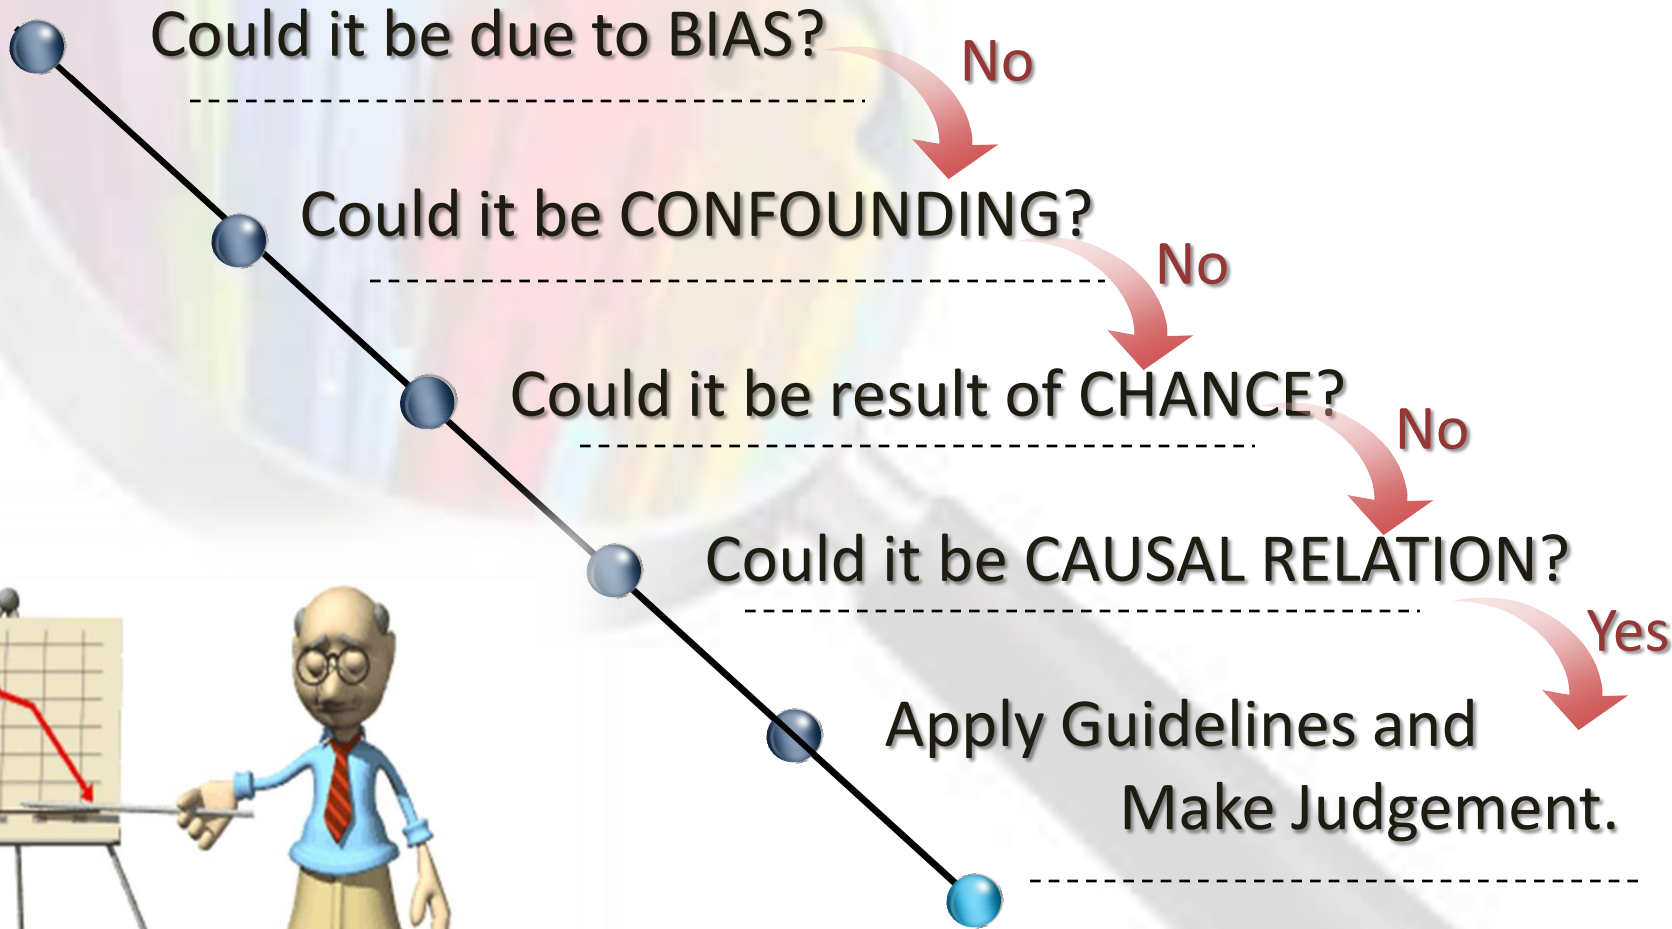 Could it be due to BIAS?
No
Could it be CONFOUNDING?
No
Could it be result of CHANCE?
No
Could it be CAUSAL RELATION?
Yes
Apply Guidelines and
Make Judgement.